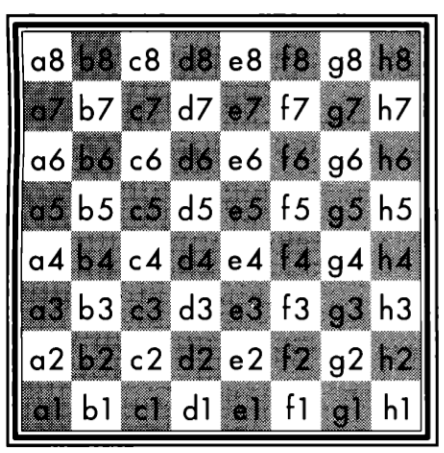 a8 b8 c8 d8 e8 f8 g8 h8
a7 b7 c7 d7 e7 f7 g7 h7
a6 b6 c6 d6 e6 f6 g6 h6
a5 b5 c5 d5 e5 f5 g5 h5
a4 b4 c4 d4 e4 f4 g4 h4
a3 b3 c3 d3 e3 f3 g3 h3
a2 b2 c2 d2 e2 f2 g2 h2
a1 b1 c1 d1 e1 f1 g1 h1